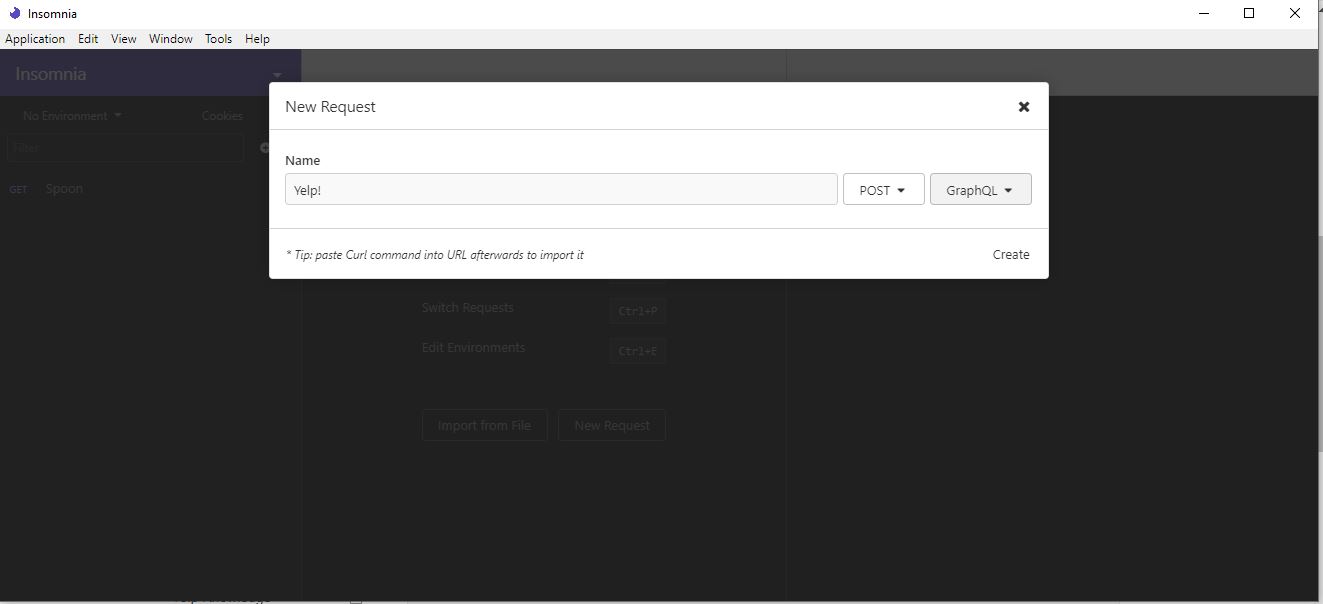 Insomnia
Application Edit View Window Tools Help
Insomnia
New Request
No Environment Cookies
Filter
Name
GET Spoon
Yelp! POST GraphQL
* Tip: paste Curl command into URL afterwards to import it Create
Switch Requests Ctrl+P
Edit Environments Ctrl+E
Import from File New Request